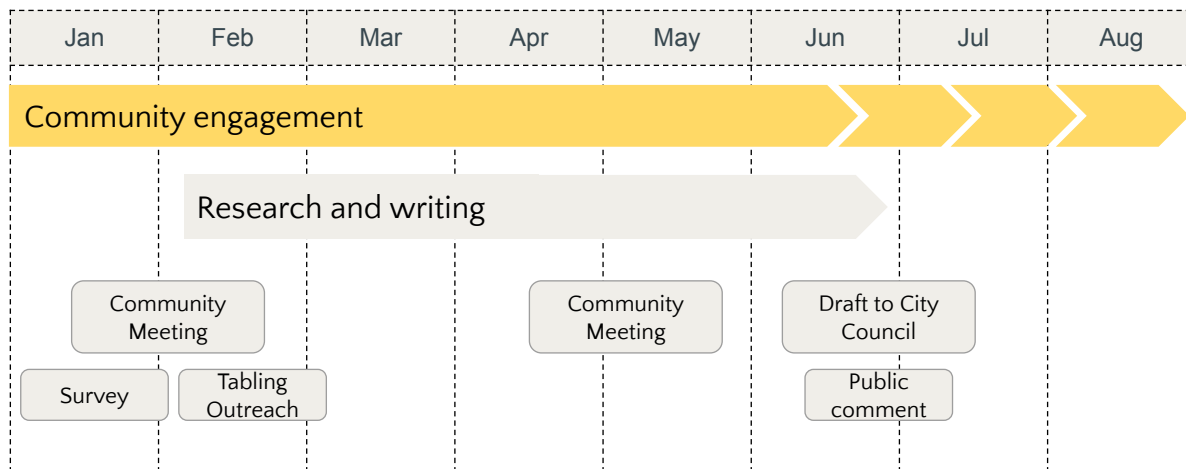 Jan Feb Mar Apr May Jun Jul Aug
Community engagement
Research and writing
Community
Meeting
Community
Meeting
Draft to City
Council
Survey
Tabling
Outreach
Public
comment